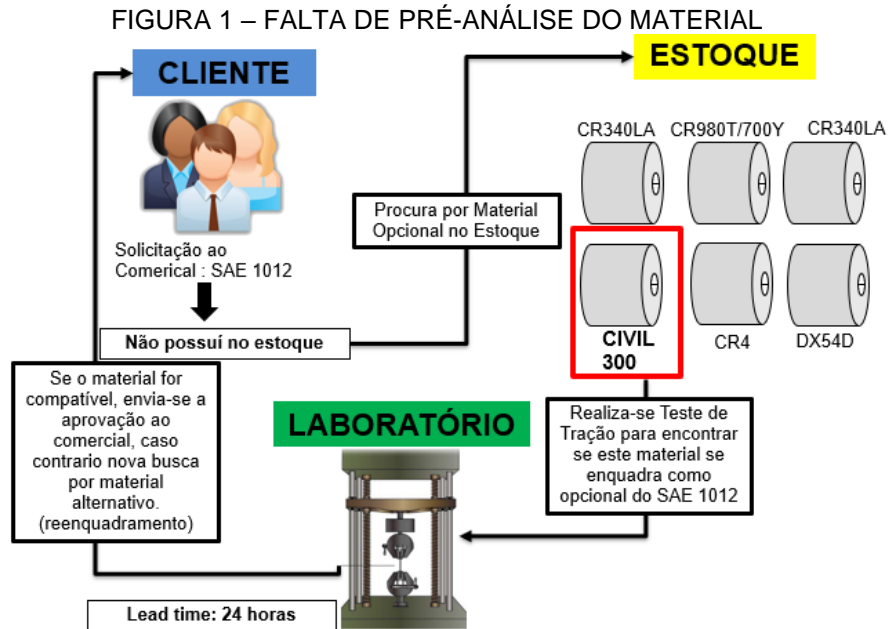 FIGURA 1 – FALTA DE PRÉ-ANÁLISE DO MATERIAL
CLIENTE
ESTOQUE
CR340LA
CR980T/700Y
CR340LA
Procura por Material
Opcional no Estoque
Solicitação ao
Comerical : SAE 1012
Não possuí no estoque
CIVIL
300
CR4
DX54D
Se o material for
compatível, envia-se a
aprovação ao
comercial, caso
contrario nova busca
por material
alternativo.
(reenquadramento)
LABORATÓRIO
Realiza-se Teste de
Tração para encontrar
se este material se
enquadra como
opcional do SAE 1012
Lead time: 24 horas